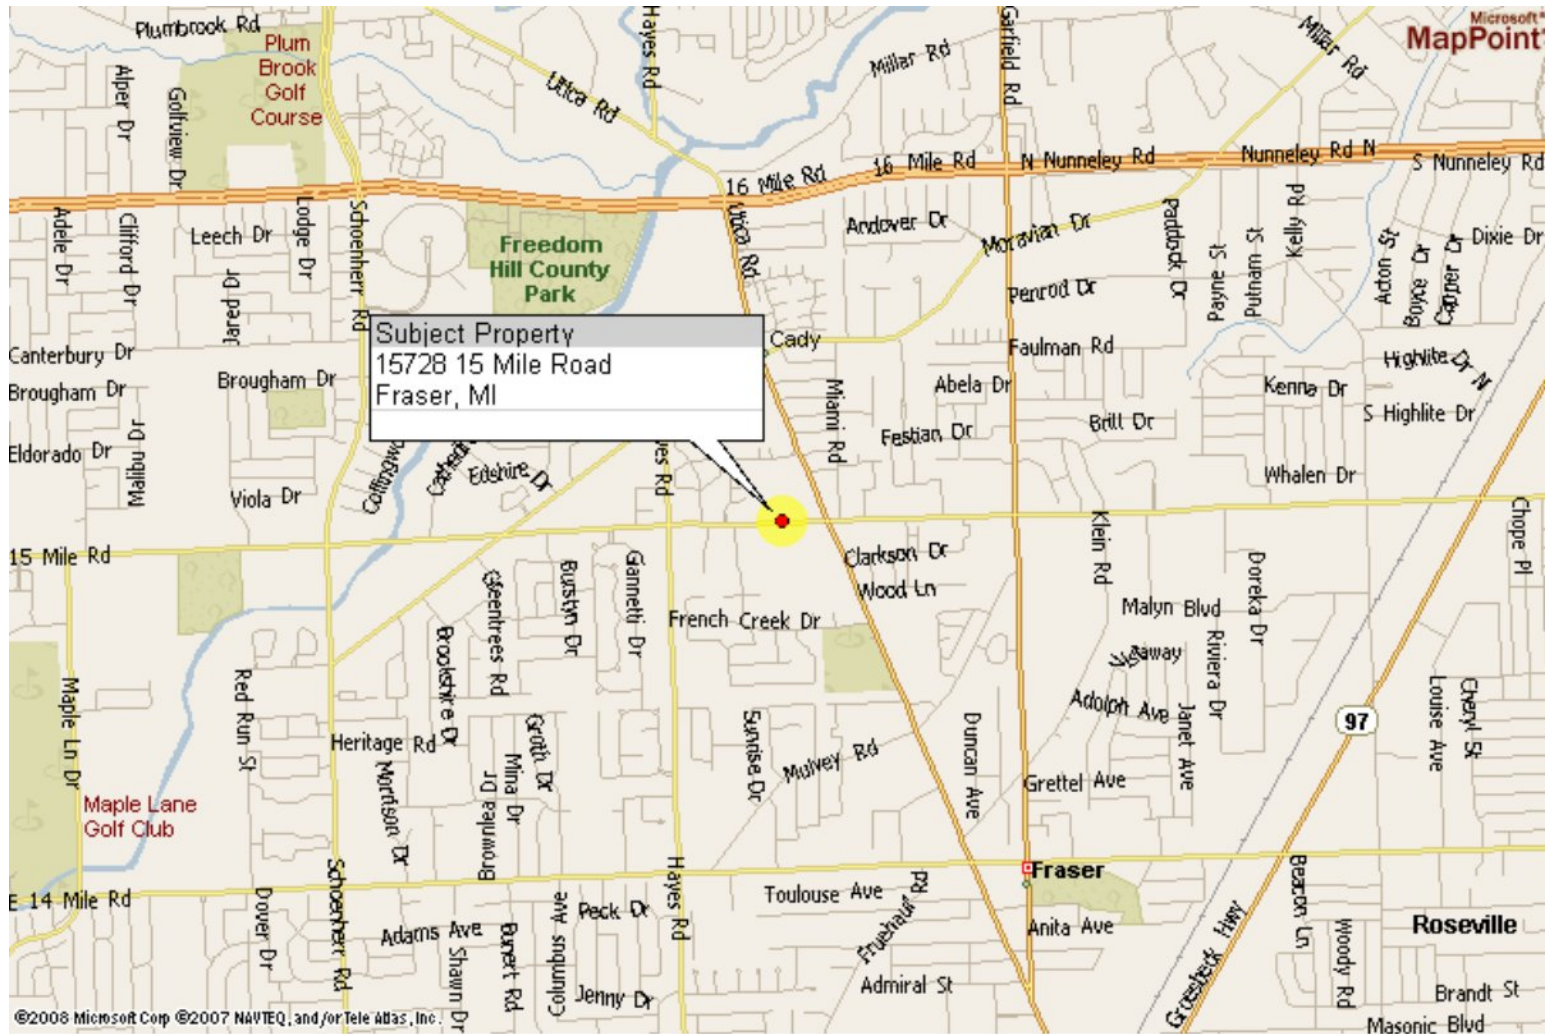 Plumbrook Rd
Plum
Brook
Golf
Course
Alper Dr
Golfview Dr
Utica Rd
Hayes Rd
Millar Rd
Garfield Rd
Millar Rd
Microsoft®
MapPoint®
16 Mile Rd
16 Mile Rd
N Nunneley Rd
Nunneley Rd N
S Nunneley Rd
Adele Dr
Clifford Dr
Leech Dr
Lodge Dr
Schoenherr Rd
Jared Dr
Freedom
Hill County
Park
Utica Rd
Andover Dr
Moravian Dr
Paddock Dr
Payne St
Putnam St
Kelly Rd
Acton St
Boyce Dr
Capper Dr
Dixie Dr
Penrod Dr
Subject Property
15728 15 Mile Road
Fraser, MI
Cady
Faulman Rd
Canterbury Dr
Brougham Dr
Brougham Dr
Abela Dr
Kenna Dr
Highlite Dr N
S Highlite Dr
Miami Rd
Festian Dr
Brill Dr
Eldorado Dr
Malibu Dr
Viola Dr
Edshire Dr
Whalen Dr
15 Mile Rd
Clarkson Dr
Wood Ln
Klein Rd
Chope Pl
Doreka Dr
Malyn Blvd
Riviera Dr
Gleentrees Rd
Burstyn Dr
Giannetti Dr
French Creek Dr
Brookshire Dr
Maple Ln Dr
Red Run St
Heritage Rd
Morrison Dr
Groth Dr
Mina Dr
Brownlea Dr
Sunrise Dr
Mulvey Rd
Duncan Ave
Adolph Ave
Janet Ave
Grettel Ave
97
Louise Ave
Cheryl St
Maple Lane
Golf Club
E 14 Mile Rd
Schoenherr Rd
Hayes Rd
Toulouse Ave
Fraser
Dover Dr
Adams Ave
Shawn Dr
Bunert Rd
Columbus Ave
Peck Dr
Jenny Dr
Fruehauf Rd
Admiral St
Anita Ave
Groesbeck Hwy
Beacon Ln
Woody Rd
Roseville
Brandt St
Masonic Blvd
©2008 Microsoft Corp ©2007 NAVTEQ, and/or Tele Atlas, Inc.